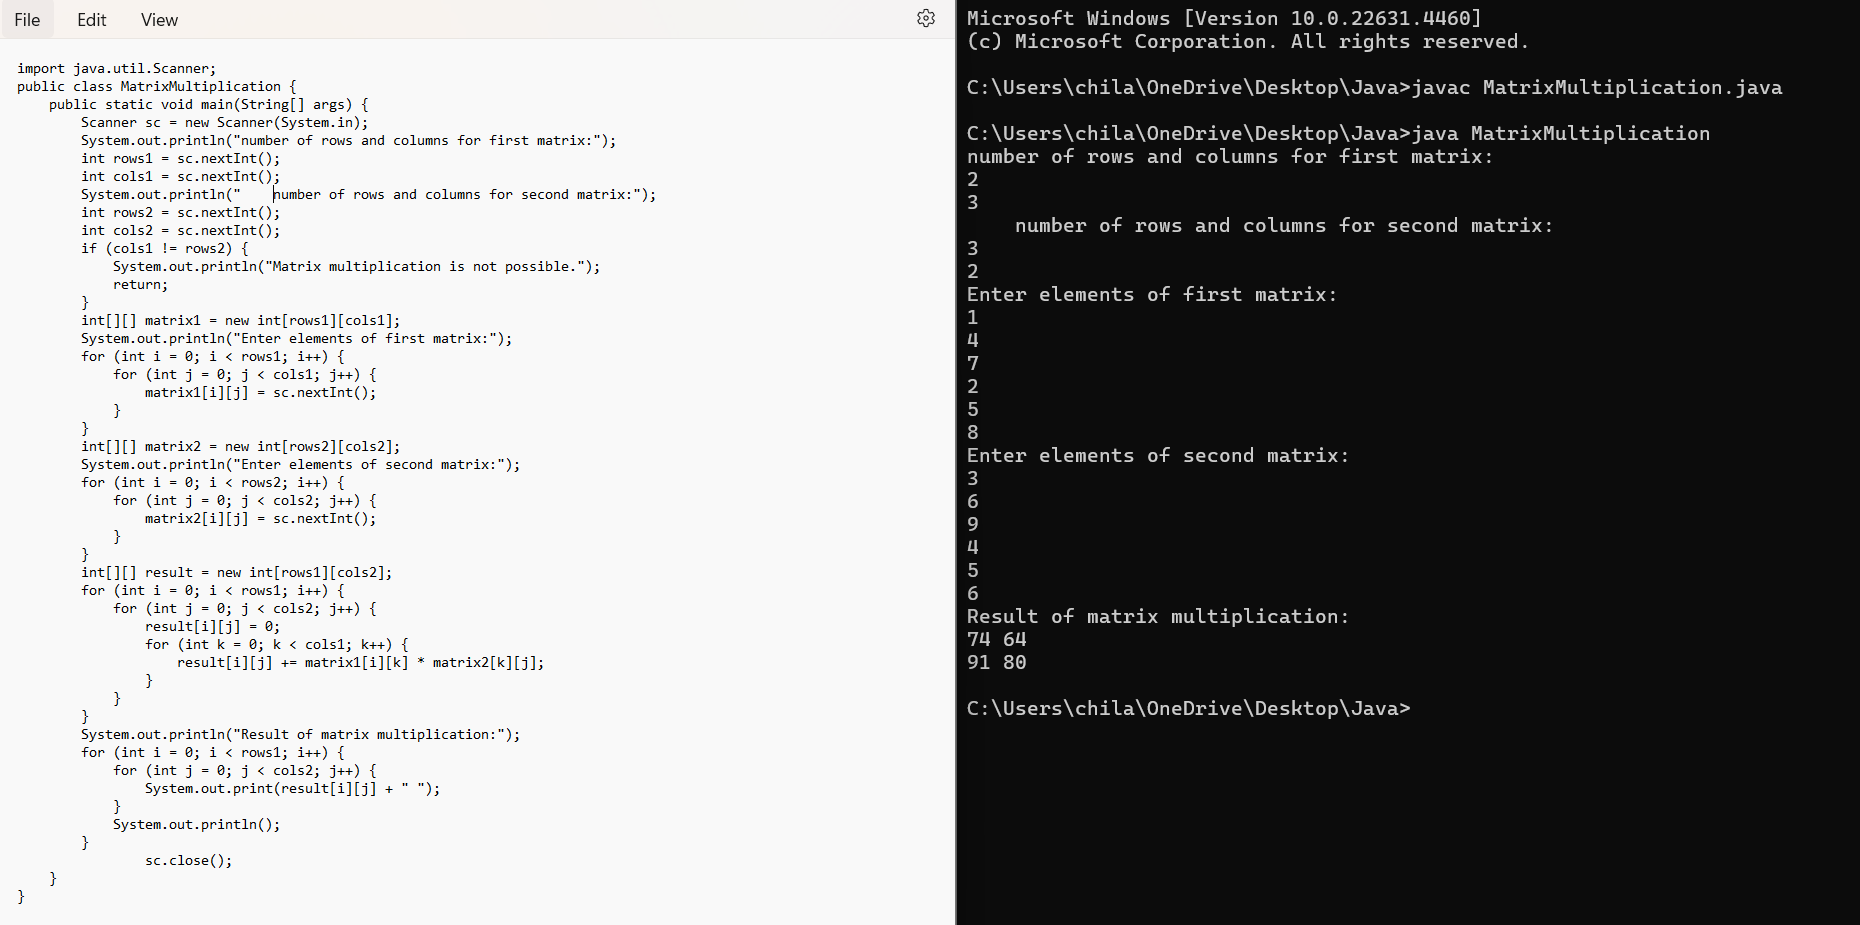 File Edit View
import java.util.Scanner;
public class MatrixMultiplication {
    public static void main(String[] args) {
        Scanner sc = new Scanner(System.in);
        System.out.println("number of rows and columns for first matrix:");
        int rows1 = sc.nextInt();
        int cols1 = sc.nextInt();
        System.out.println("    number of rows and columns for second matrix:");
        int rows2 = sc.nextInt();
        int cols2 = sc.nextInt();
        if (cols1 != rows2) {
            System.out.println("Matrix multiplication is not possible.");
            return;
        }
        int[][] matrix1 = new int[rows1][cols1];
        System.out.println("Enter elements of first matrix:");
        for (int i = 0; i < rows1; i++) {
            for (int j = 0; j < cols1; j++) {
                matrix1[i][j] = sc.nextInt();
            }
        }
        int[][] matrix2 = new int[rows2][cols2];
        System.out.println("Enter elements of second matrix:");
        for (int i = 0; i < rows2; i++) {
            for (int j = 0; j < cols2; j++) {
                matrix2[i][j] = sc.nextInt();
            }
        }
        int[][] result = new int[rows1][cols2];
        for (int i = 0; i < rows1; i++) {
            for (int j = 0; j < cols2; j++) {
                result[i][j] = 0;
                for (int k = 0; k < cols1; k++) {
                    result[i][j] += matrix1[i][k] * matrix2[k][j];
                }
            }
        }
        System.out.println("Result of matrix multiplication:");
        for (int i = 0; i < rows1; i++) {
            for (int j = 0; j < cols2; j++) {
                System.out.print(result[i][j] + " ");
            }
            System.out.println();
        }
                sc.close();
    }
}
Microsoft Windows [Version 10.0.22631.4460]
(c) Microsoft Corporation. All rights reserved.
C:\Users\chila\OneDrive\Desktop\Java>javac MatrixMultiplication.java
C:\Users\chila\OneDrive\Desktop\Java>java MatrixMultiplication
number of rows and columns for first matrix:
2
3
    number of rows and columns for second matrix:
3
2
Enter elements of first matrix:
1
4
7
2
5
8
Enter elements of second matrix:
3
6
9
4
5
6
Result of matrix multiplication:
74 64
91 80
C:\Users\chila\OneDrive\Desktop\Java>